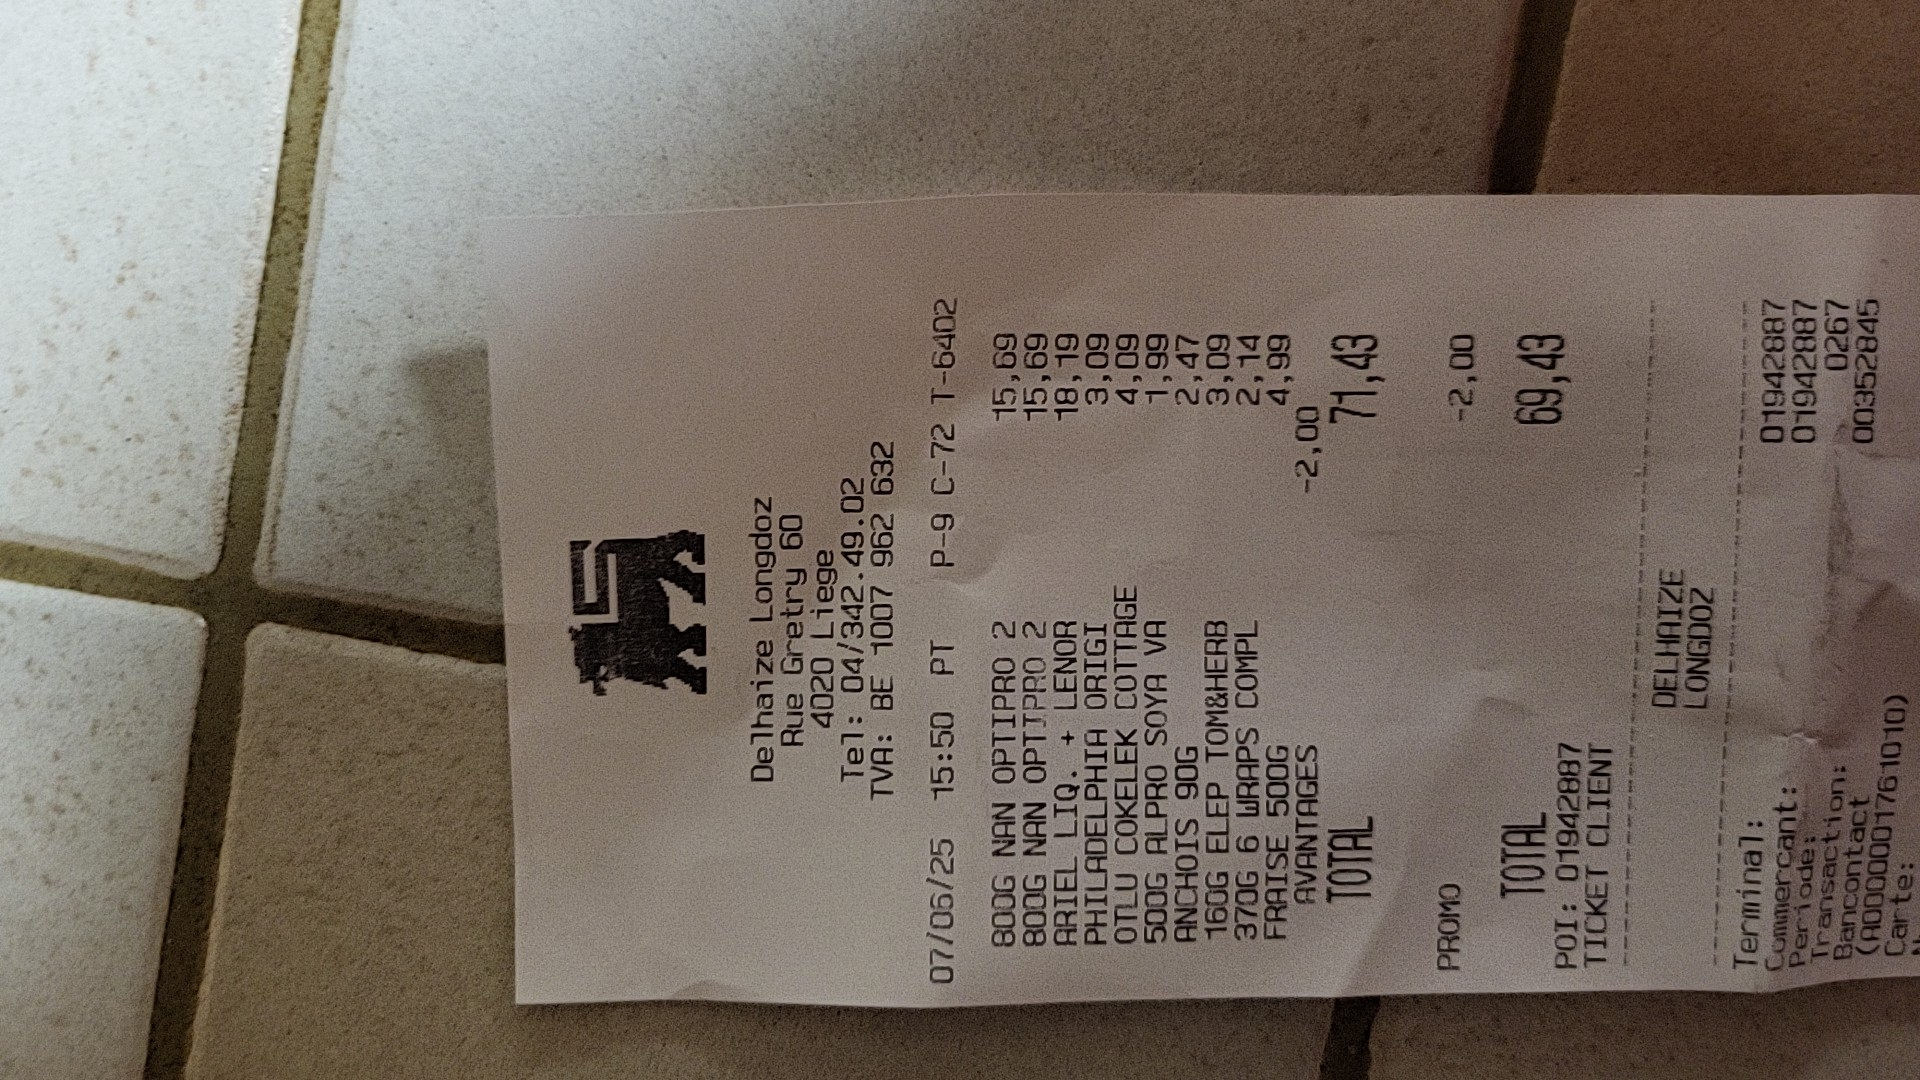 Delhaize Longdoz
Rue Gretry 60
4020 Liege
Tel: 04/342.49.02
TVA: BE 1007 962 632
07/06/25 15:50 PT P-9 C-72 T-6402
800G NAN OPTIPRO 2 15,69
800G NAN OPTIPRO 2 15,69
ARIEL LIQ. + LENOR 18,19
PHILADELPHIA ORIGI 3,09
OTLU COKELEK COTTAGE 4,09
500G ALPRO SOYA VA 1,99
ANCHOIS 90G 2,47
160G ELEP TOM&HERB 3,09
370G 6 WRAPS COMPL 2,14
FRAISE 500G 4,99
AVANTAGES -2,00
TOTAL 71,43
PROMO -2,00
TOTAL 69,43
POI: 01942887
TICKET CLIENT
DELHAIZE
LONGDOZ
Terminal: 01942887
Commercant: 01942887
Periode: 0267
Transaction: 00352845
Bancontact
(A0000001761010)
Carte: